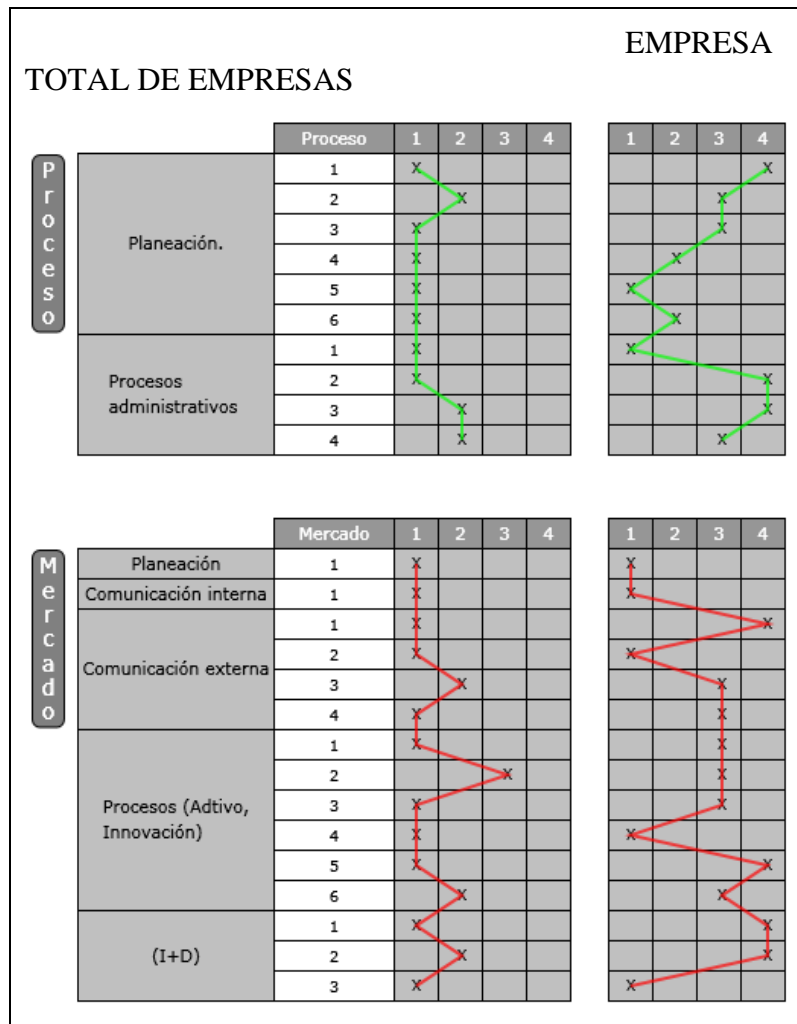 EMPRESA
TOTAL DE EMPRESAS
Proceso 1 2 3 4 1 2 3 4
Proceso
Planeación.
1 X X
2 X X
3 X X
4 X X
5 X X
6 X X
Procesos
administrativos
1 X X
2 X X
3 X X
4 X X
Mercado 1 2 3 4 1 2 3 4
Mercado
Planeación 1 X X
Comunicación interna 1 X X
Comunicación externa
1 X X
2 X X
3 X X
4 X X
Procesos (Adtivo,
Innovación)
1 X X
2 X X
3 X X
4 X X
5 X X
6 X X
(I+D)
1 X X
2 X X
3 X X